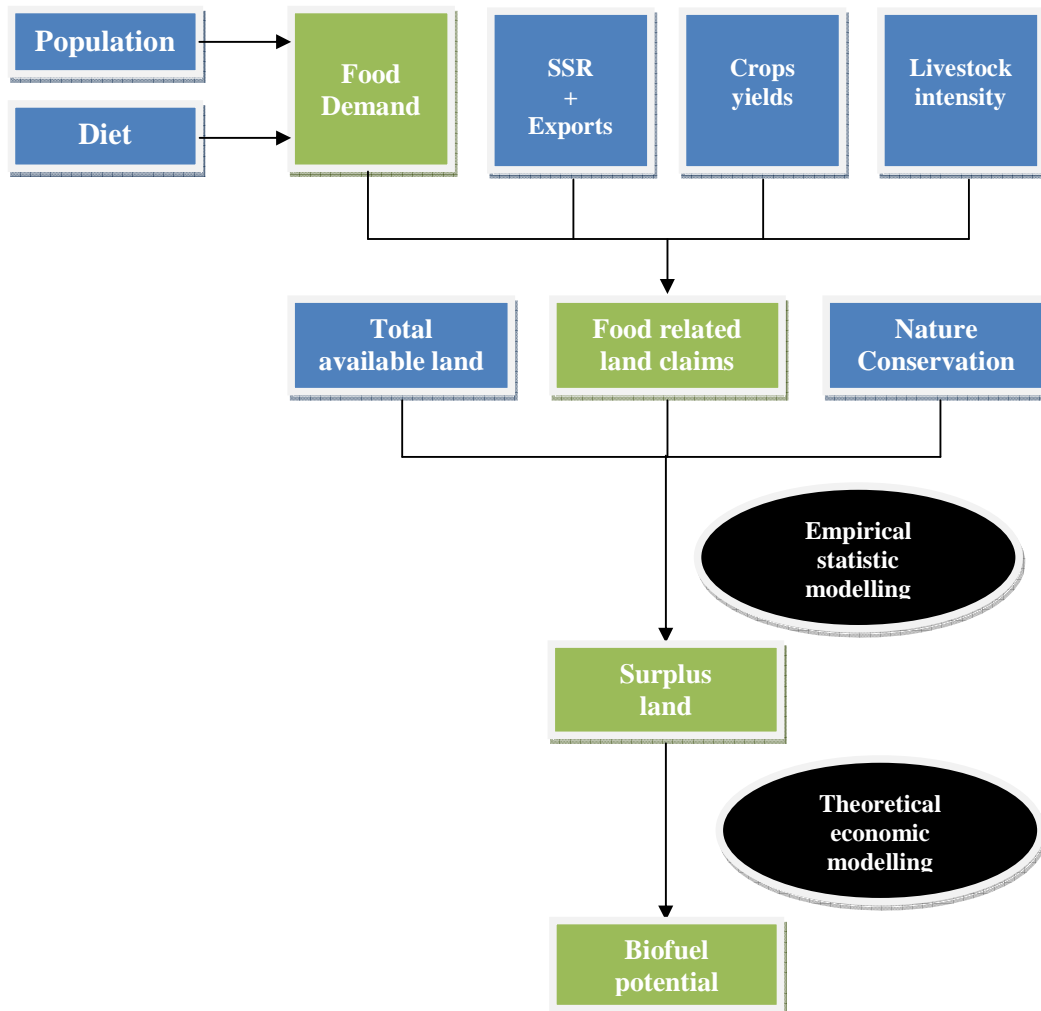 Population
Diet
Food
Demand
SSR
+
Exports
Crops
yields
Livestock
intensity
Total
available land
Food related
land claims
Nature
Conservation
Empirical
statistic
modelling
Surplus
land
Theoretical
economic
modelling
Biofuel
potential